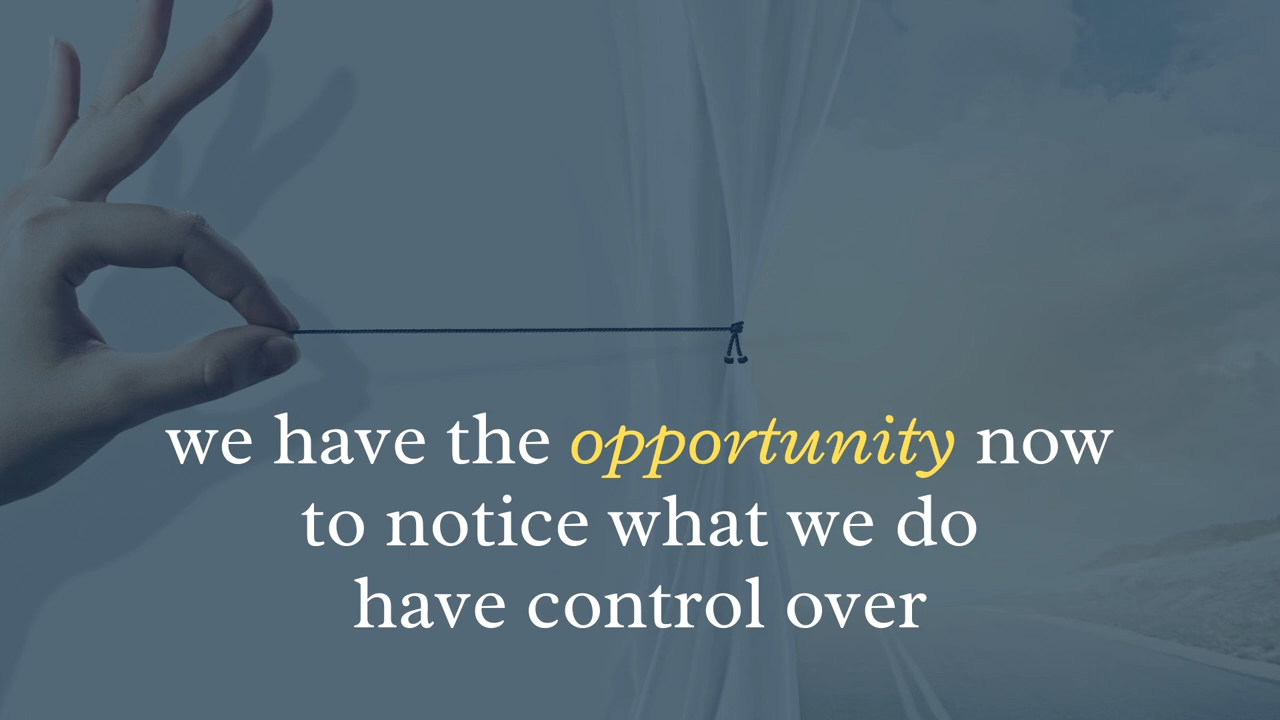 we have the opportunity now
to notice what we do
have control over